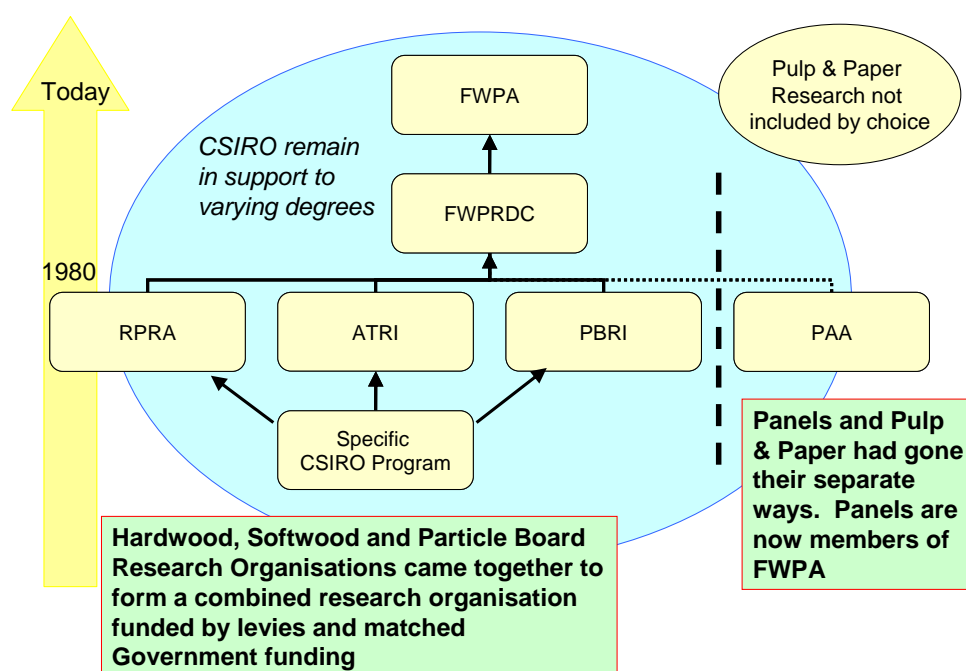 Today
FWPA
Pulp & Paper
Research not
included by choice
CSIRO remain
in support to
varying degrees
FWPRDC
1980
RPRA
ATRI
PBRI
PAA
Specific
CSIRO Program
Panels and Pulp
& Paper had gone
their separate
ways.  Panels are
now members of
FWPA
Hardwood, Softwood and Particle Board
Research Organisations came together to
form a combined research organisation
funded by levies and matched
Government funding